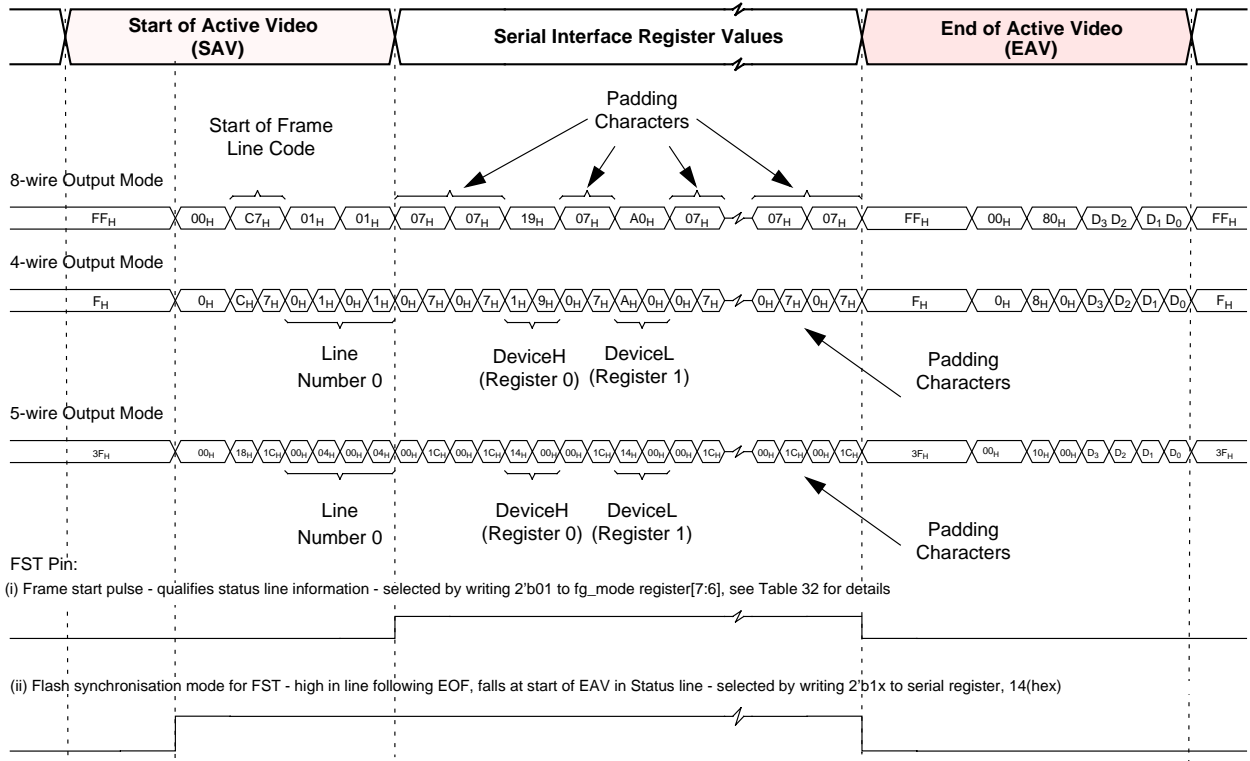 Start of Active Video
(SAV)
Serial Interface Register Values
End of Active Video
(EAV)
Padding
Characters
Start of Frame
Line Code
8-wire Output Mode
FFH 00H C7H 01H 01H 07H 07H 19H 07H A0H 07H 07H 07H FFH 00H 80H D3 D2 D1 D0 FFH
4-wire Output Mode
FH 0H CH 7H 0H 1H 0H 1H 0H 7H 0H 7H 1H 9H 0H 7H AH 0H 0H 7H 0H 7H 0H 7H FH 0H 8H 0H D3 D2 D1 D0 FH
Line
Number 0
DeviceH
(Register 0)
DeviceL
(Register 1)
Padding
Characters
5-wire Output Mode
3FH 00H 18H 1CH 00H 04H 00H 04H 00H 1CH 00H 1CH 14H 00H 00H 1CH 14H 00H 00H 1CH 00H 1CH 00H 1CH 3FH 00H 10H 00H D3 D2 D1 D0 3FH
Line
Number 0
DeviceH
(Register 0)
DeviceL
(Register 1)
Padding
Characters
FST Pin:
(i) Frame start pulse - qualifies status line information - selected by writing 2'b01 to fg_mode register[7:6], see Table 32 for details
(ii) Flash synchronisation mode for FST - high in line following EOF, falls at start of EAV in Status line - selected by writing 2'b1x to serial register, 14(hex)